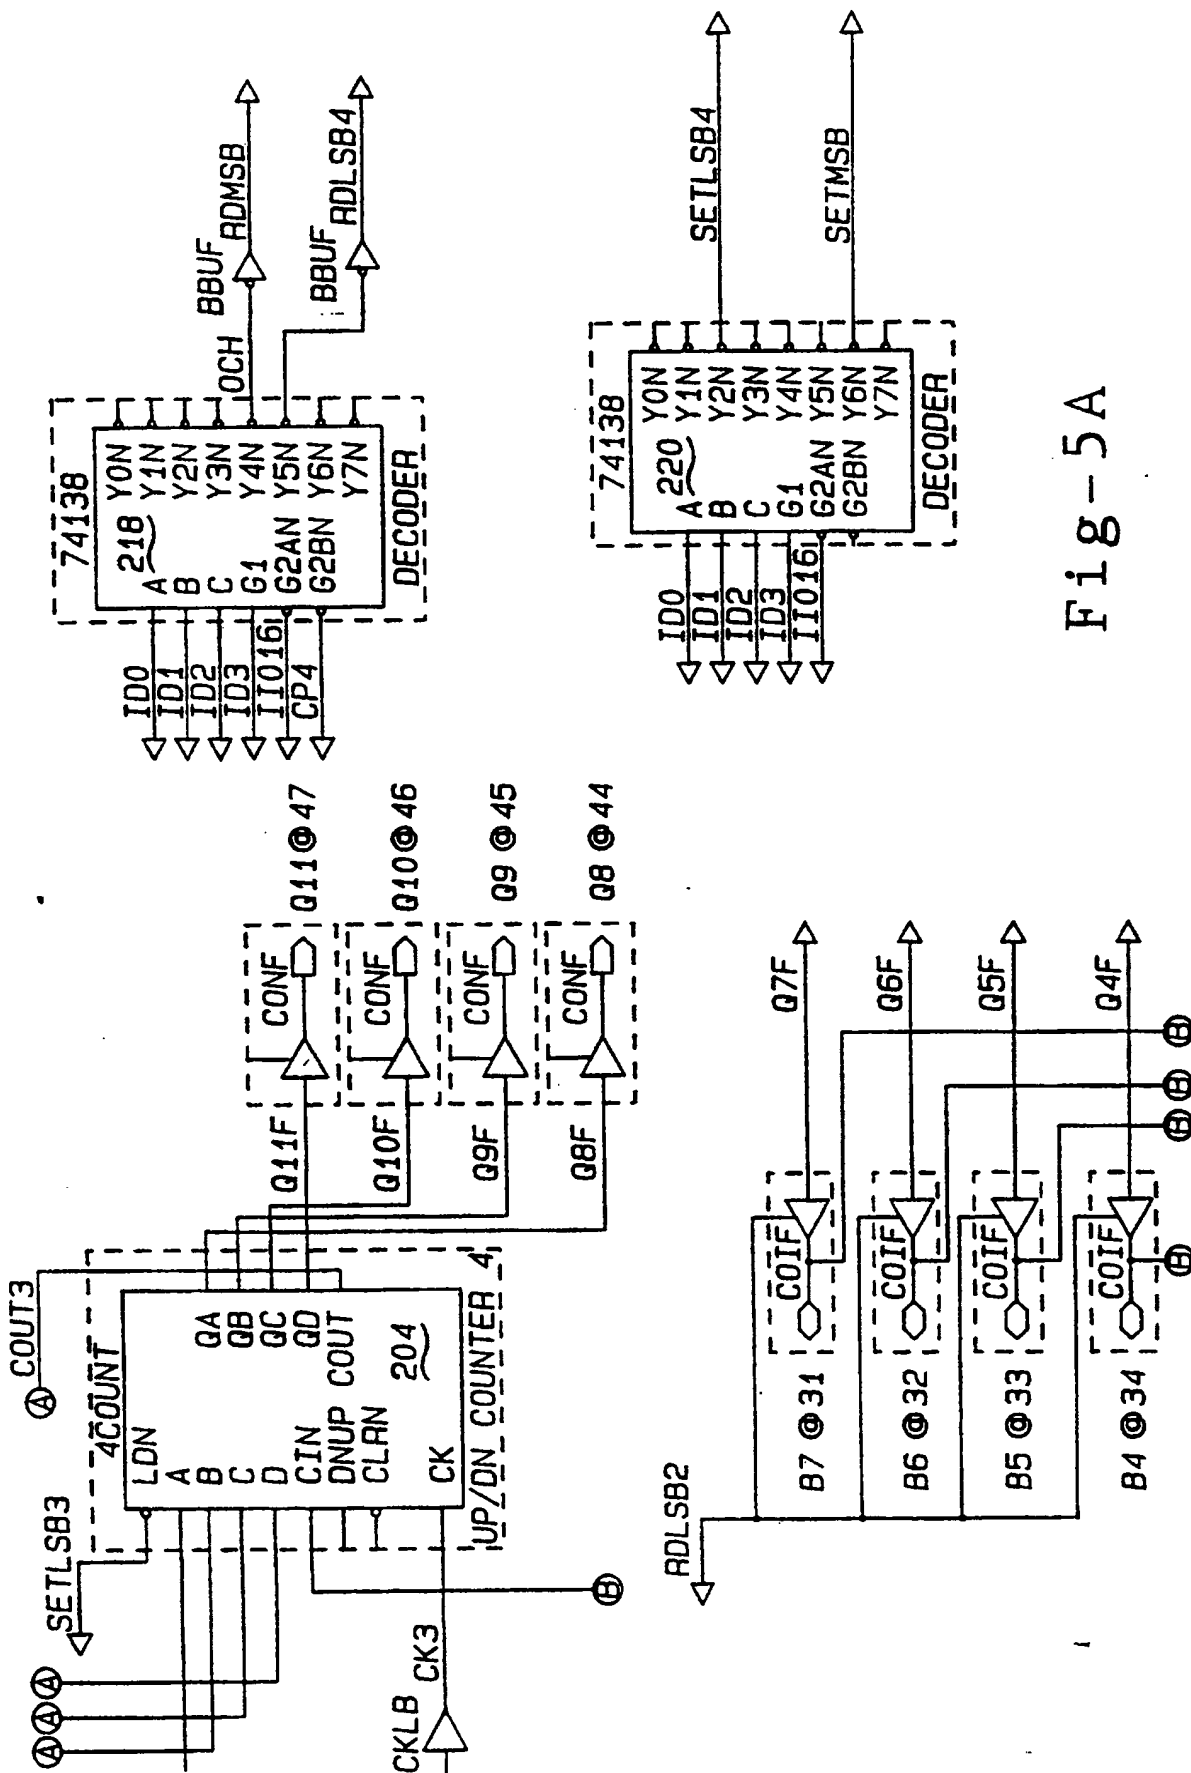 74138
218
A
B
C
G1
G2AN
G2BN
Y0N
Y1N
Y2N
Y3N
Y4N
Y5N
Y6N
Y7N
DECODER
ID0
ID1
ID2
ID3
IIO16
CP4
OCH
BBUF
RDMSB
BBUF
RDLSB4
74138
220
A
B
C
G1
G2AN
G2BN
Y0N
Y1N
Y2N
Y3N
Y4N
Y5N
Y6N
Y7N
DECODER
ID0
ID1
ID2
ID3
IIO16
SETLSB4
SETMSB
COUT3
A
SETLSB3
A
A
A
4COUNT
LDN
A
B
C
D
CIN
DNUP
CLRN
CK
QA
QB
QC
QD
COUT
204
UP/DN COUNTER 4
CKLB
CK3
B
Q11F
CONF
Q11@47
Q10F
CONF
Q10@46
Q9F
CONF
Q9@45
Q8F
CONF
Q8@44
RDLSB2
B7@31
COIF
Q7F
B6@32
COIF
Q6F
B5@33
COIF
Q5F
B4@34
COIF
Q4F
B
B
B
B
Fig-5A